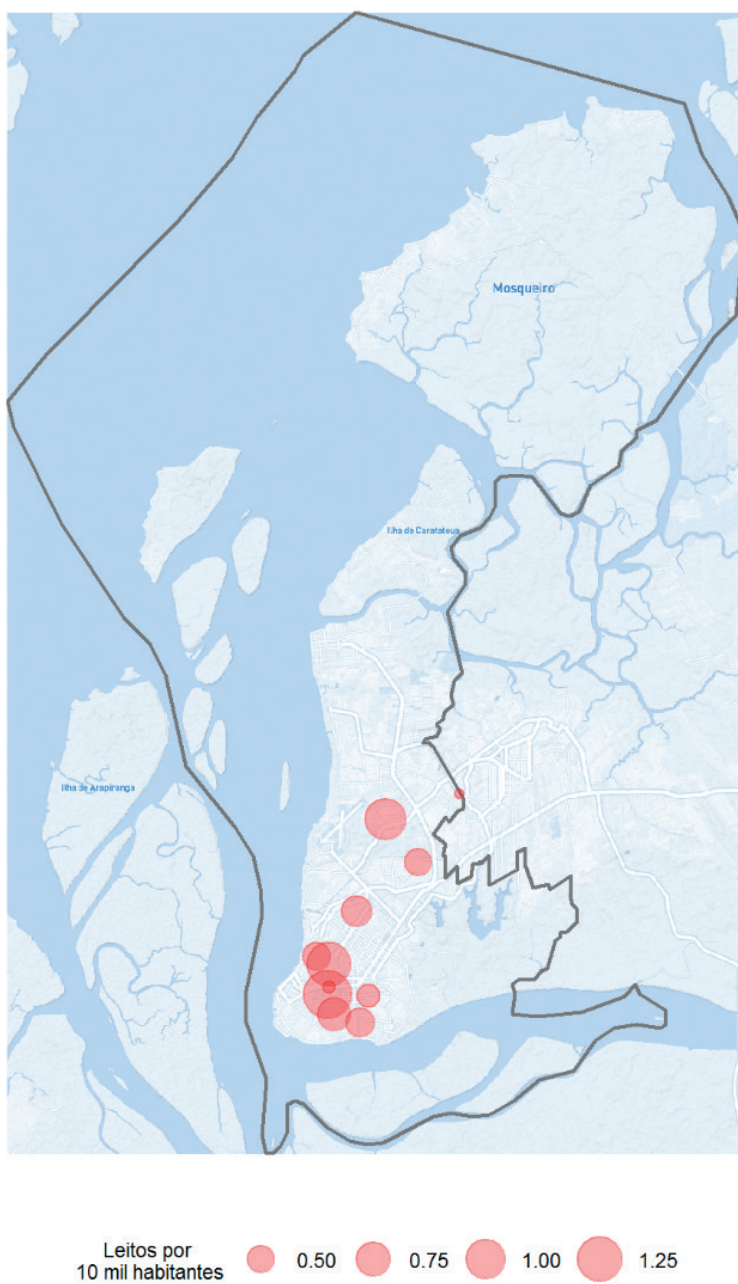 Mosqueiro
Ilha de Caratateua
Ilha de Arapiranga
Leitos por
10 mil habitantes
0.50
0.75
1.00
1.25